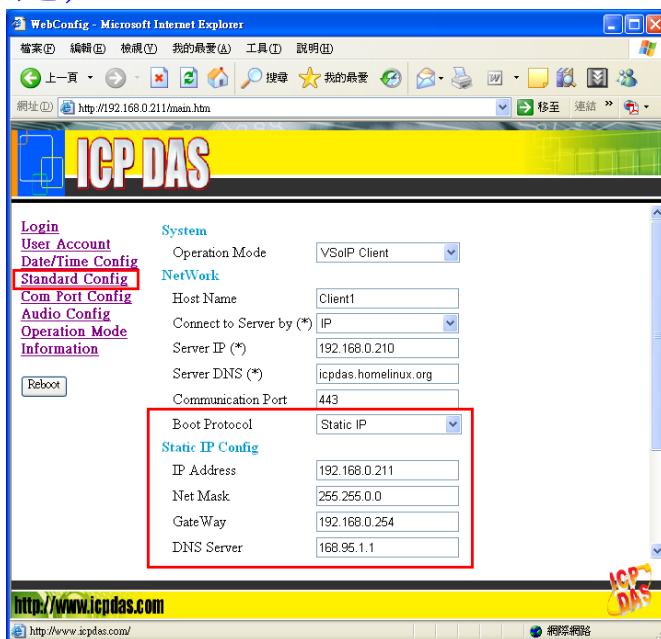 WebConfig - Microsoft Internet Explorer
檔案(F) 編輯(E) 檢視(V) 我的最愛(A) 工具(T) 說明(H)
上一頁 搜尋 我的最愛
網址(D) http://192.168.0.211/main.htm 移至 連結 »
ICP DAS
Login
User Account
Date/Time Config
Standard Config
Com Port Config
Audio Config
Operation Mode
Information
Reboot
System
Operation Mode VSoIP Client
NetWork
Host Name Client1
Connect to Server by (*) IP
Server IP (*) 192.168.0.210
Server DNS (*) icpdas.homelinux.org
Communication Port 443
Boot Protocol Static IP
Static IP Config
IP Address 192.168.0.211
Net Mask 255.255.0.0
GateWay 192.168.0.254
DNS Server 168.95.1.1
http://www.icpdas.com
ICP DAS
http://www.icpdas.com/ 網際網路